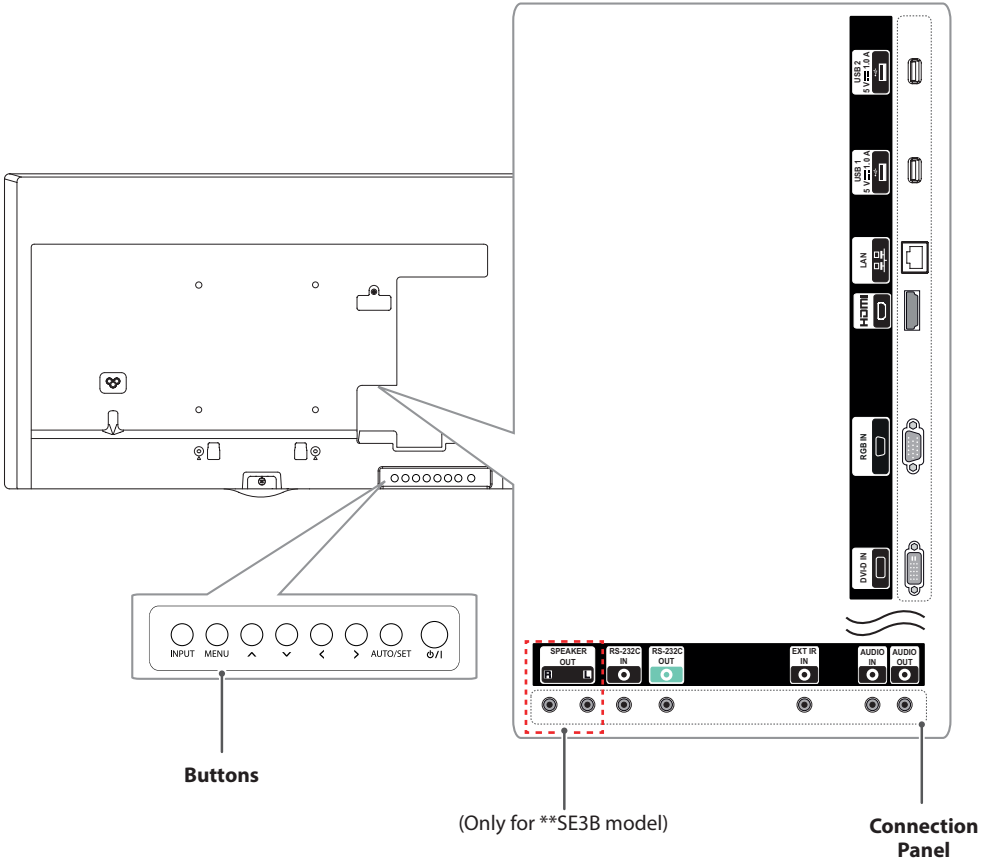 USB 2
5 V⎓1.0 A
USB 1
5 V⎓1.0 A
LAN
HDMI
RGB IN
DVI-D IN
INPUT MENU AUTO/SET
SPEAKER OUT
R L
RS-232C IN
RS-232C OUT
EXT IR IN
AUDIO IN
AUDIO OUT
Buttons
(Only for **SE3B model)
Connection
Panel